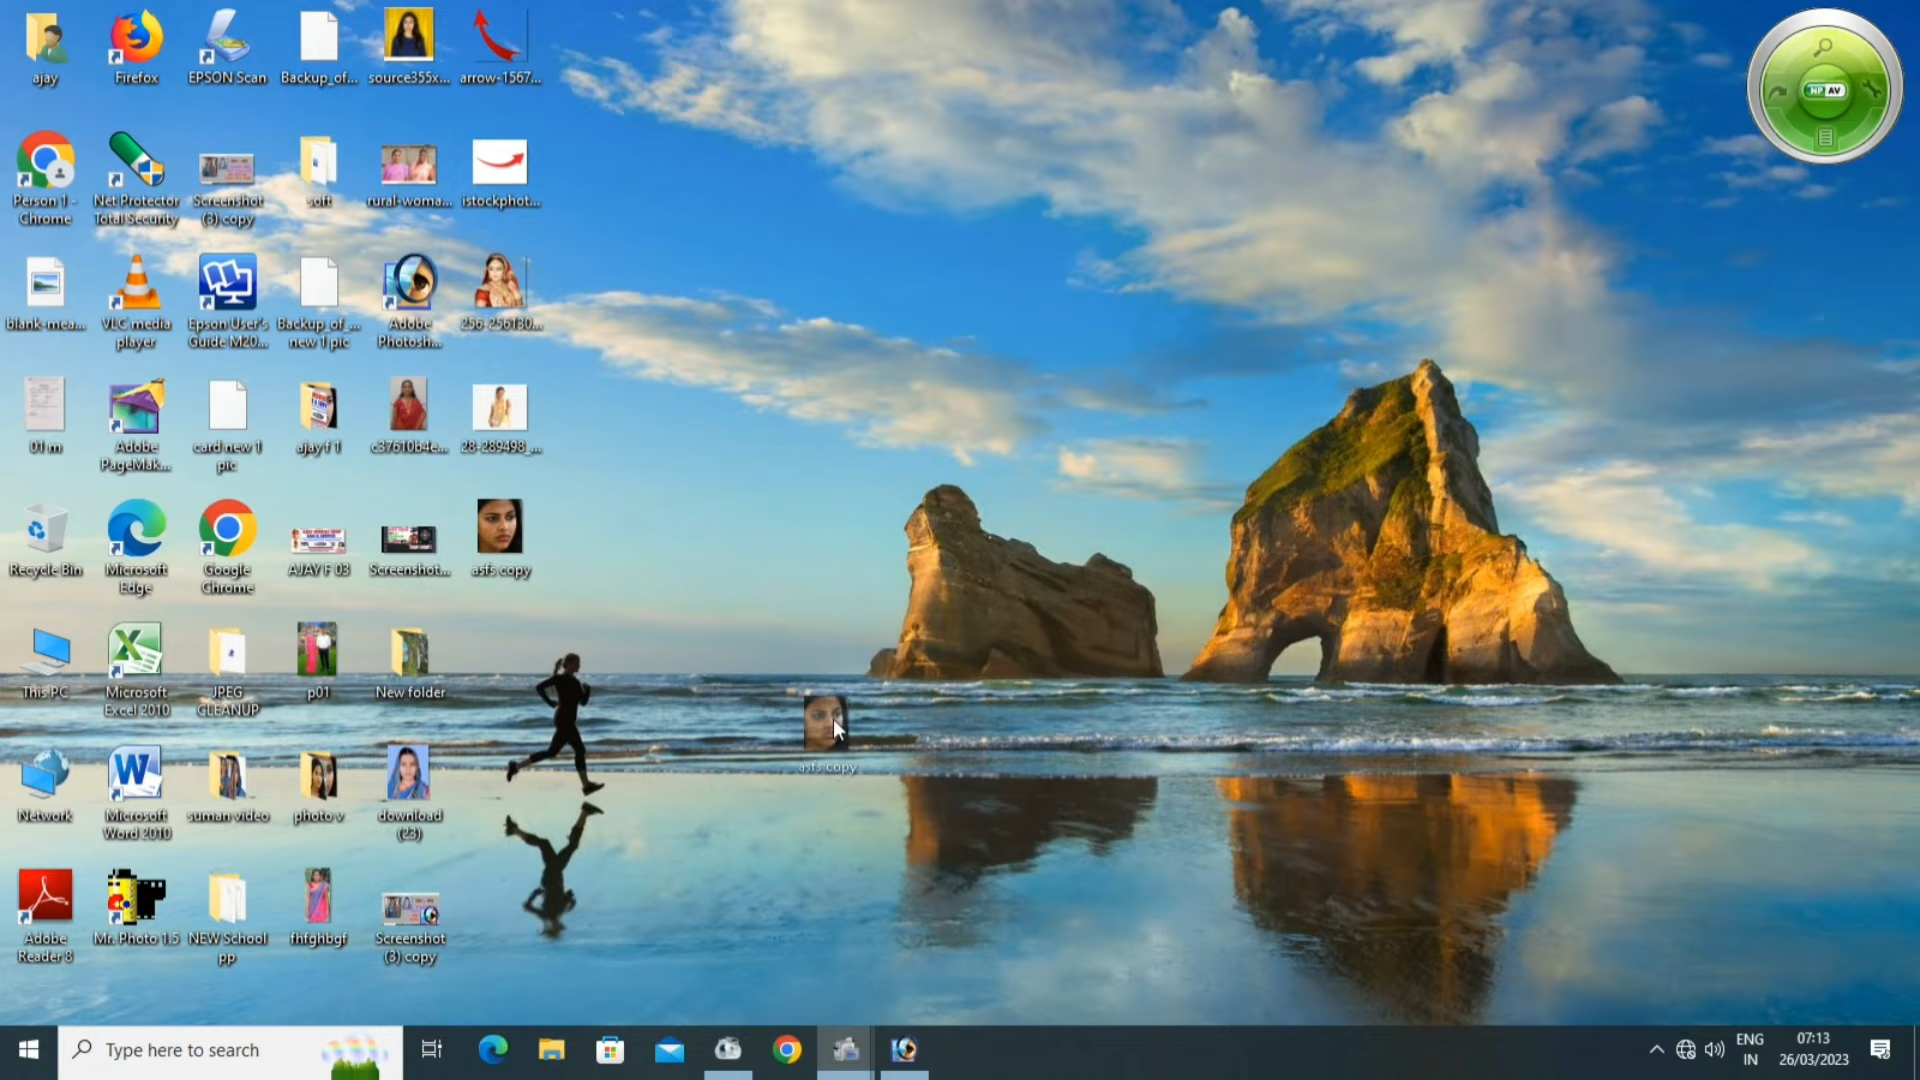 ajay
Firefox
EPSON Scan
Backup_of...
source355x...
arrow-1567...
NP AV
Person 1 -
Chrome
Net Protector
Total Security
Screenshot
(3) copy
soft
rural-woma...
istockphot...
blank-mea...
VLC media
player
Epson User's
Guide M20...
Backup_of_...
new 1 pic
Adobe
Photosh...
256-256130...
01 m
Adobe
PageMak...
card new 1
pic
ajay f 1
c37610b4e...
28-289498_...
Recycle Bin
Microsoft
Edge
Google
Chrome
AJAY F 03
Screenshot...
asfs copy
This PC
Microsoft
Excel 2010
JPEG
CLEANUP
p01
New folder
asfs copy
Network
Microsoft
Word 2010
suman video
photo v
download
(23)
Adobe
Reader 8
Mr. Photo 1.5
NEW School
pp
fhfghbgf
Screenshot
(3) copy
Type here to search
ENG
IN
07:13
26/03/2023